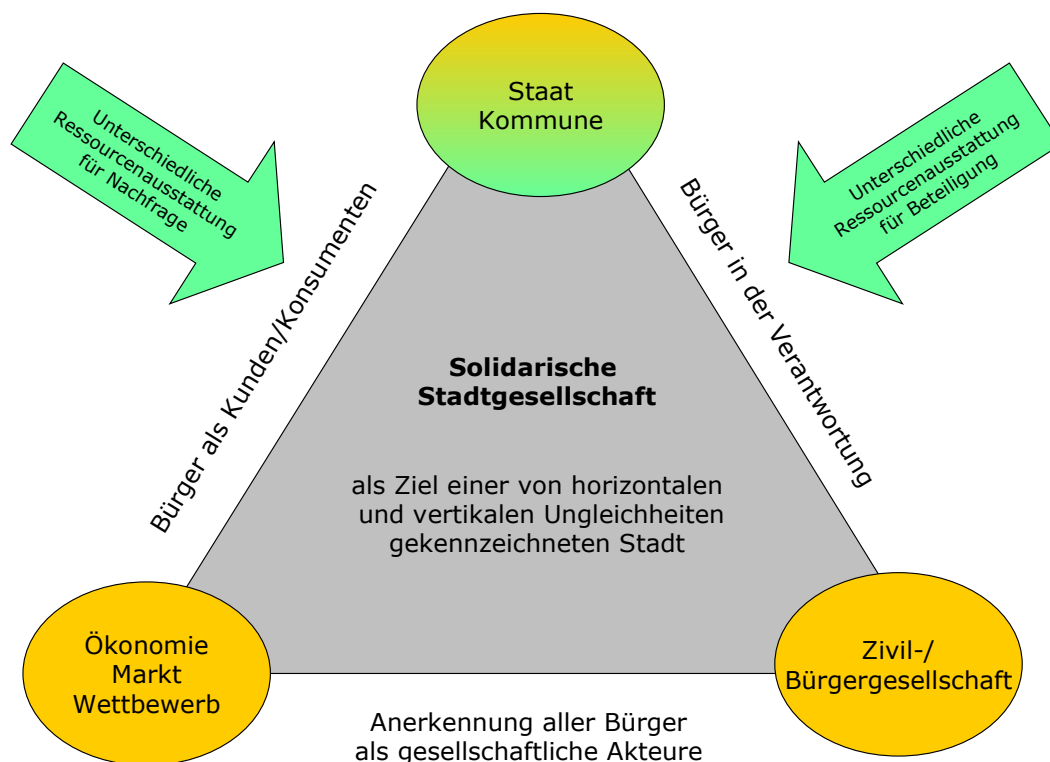 Staat
Kommune
Unterschiedliche
Ressourcenausstattung
für Nachfrage
Unterschiedliche
Ressourcenausstattung
für Beteiligung
Bürger als Kunden/Konsumenten
Bürger in der Verantwortung
Solidarische
Stadtgesellschaft
als Ziel einer von horizontalen
und vertikalen Ungleichheiten
gekennzeichneten Stadt
Ökonomie
Markt
Wettbewerb
Zivil-/
Bürgergesellschaft
Anerkennung aller Bürger
als gesellschaftliche Akteure